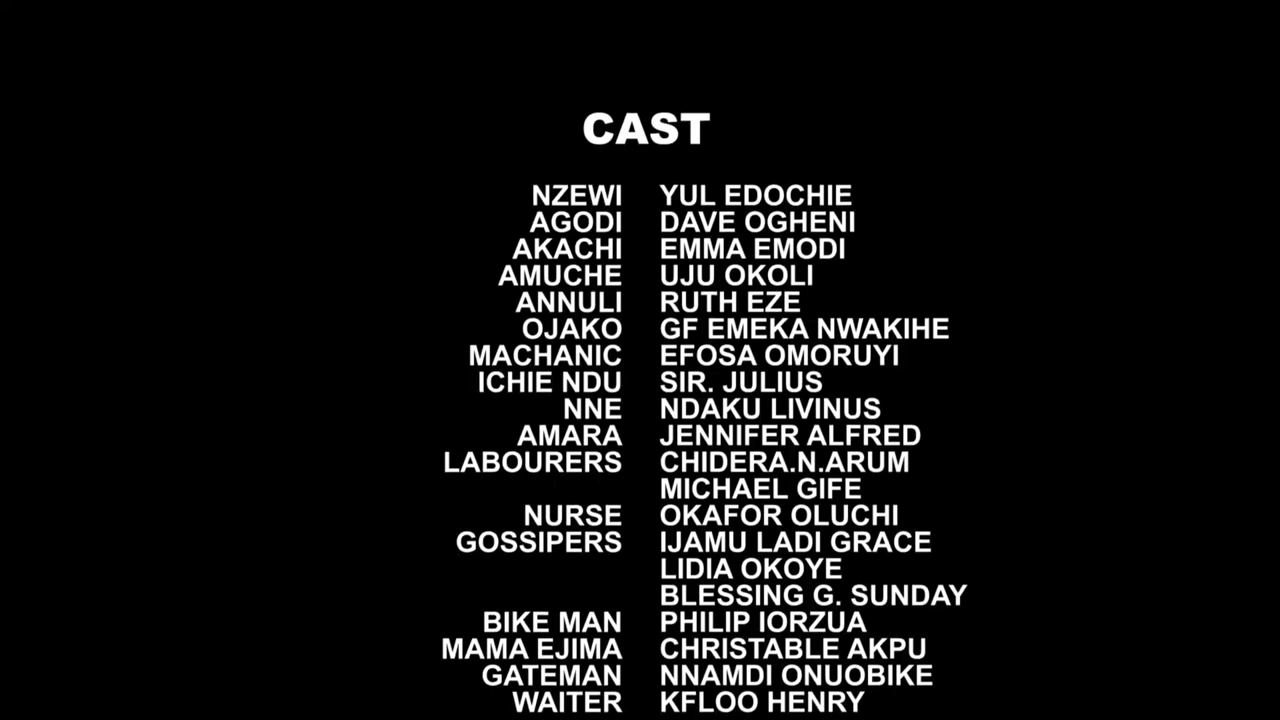 CAST
NZEWI YUL EDOCHIE
AGODI DAVE OGHENI
AKACHI EMMA EMODI
AMUCHE UJU OKOLI
ANNULI RUTH EZE
OJAKO GF EMEKA NWAKIHE
MACHANIC EFOSA OMORUYI
ICHIE NDU SIR. JULIUS
NNE NDAKU LIVINUS
AMARA JENNIFER ALFRED
LABOURERS CHIDERA.N.ARUM
MICHAEL GIFE
NURSE OKAFOR OLUCHI
GOSSIPERS IJAMU LADI GRACE
LIDIA OKOYE
BLESSING G. SUNDAY
BIKE MAN PHILIP IORZUA
MAMA EJIMA CHRISTABLE AKPU
GATEMAN NNAMDI ONUOBIKE
WAITER KFLOO HENRY